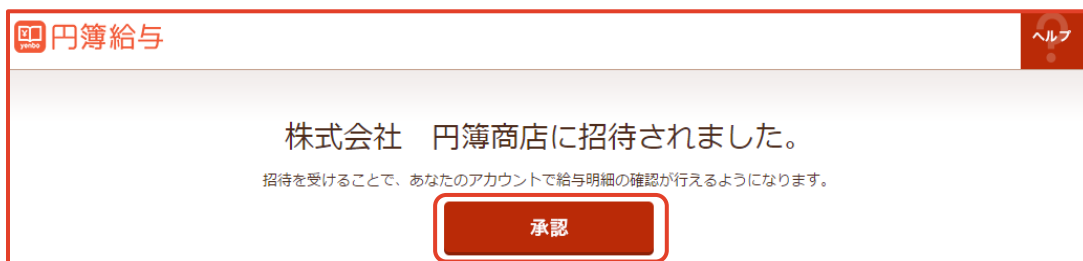 yenbo
円簿給与
ヘルプ
株式会社　円簿商店に招待されました。
招待を受けることで、あなたのアカウントで給与明細の確認が行えるようになります。
承認